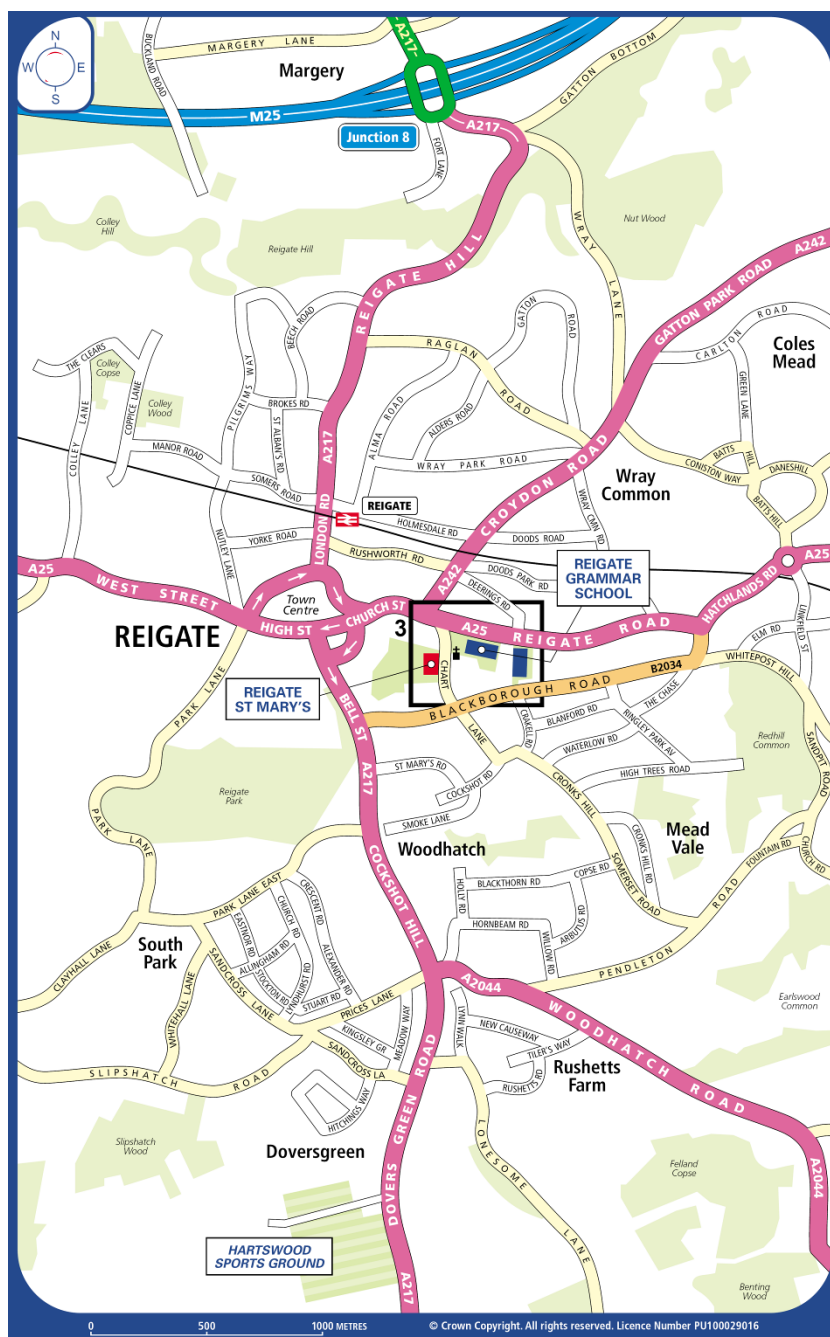 N
W E
S
BUCKLAND ROAD
MARGERY LANE
Margery
A217
M25
Junction 8
FORT LANE
A217
GATTON BOTTOM
Colley
Hill
Reigate Hill
Nut Wood
WRAY LANE
REIGATE HILL
A242
GATTON PARK ROAD
CARLTON ROAD
Coles
Mead
GREEN LANE
THE CLEARS
Colley
Copse
COPPICE LANE
Colley
Wood
COLLEY LANE
PILGRIMS WAY
BEECH ROAD
BROKES RD
ST ALBAN'S RD
MANOR ROAD
SOMERS ROAD
RAGLAN ROAD
GATTON ROAD
ALMA ROAD
ALDERS ROAD
WRAY PARK ROAD
A217
LONDON RD
REIGATE
HOLMESDALE RD
DOODS ROAD
WRAY CMN RD
CROYDON ROAD
A242
Wray
Common
BATTS HILL
CONISTON WAY
DANESHILL
BATTS HILL
NUTLEY LANE
YORKE ROAD
RUSHWORTH RD
DOODS PARK RD
DEERINGS RD
REIGATE
GRAMMAR
SCHOOL
HATCHLANDS RD
A25
A25
WEST STREET
Town
Centre
HIGH ST
CHURCH ST
REIGATE
3
A25 REIGATE ROAD
LINKFIELD ST
ELM RD
WHITEPOST HILL
B2034
BLACKBOROUGH ROAD
THE CHASE
REIGATE
ST MARY'S
CHART LANE
BELL ST
A217
PARK LANE
CRAKELL RD
BLANFORD RD
RINGLEY PARK AV
WATERLOW RD
HIGH TREES ROAD
Redhill
Common
SANDPIT ROAD
ST MARY'S RD
COCKSHOT RD
SMOKE LANE
CRONKS HILL
Reigate
Park
PARK LANE
Woodhatch
Mead
Vale
CRONKS HILL RD
SOMERSET ROAD
FOUNTAIN RD
CHURCH RD
PARK LANE EAST
COCKSHOT HILL
BLACKTHORN RD
COPSE RD
HOLLY RD
HORNBEAM RD
WILLOW RD
ARBUTUS RD
PENDLETON ROAD
CRESCENT RD
CHURCH RD
EASTNOR RD
ALLINGHAM RD
STOCKTON RD
LYNDHURST RD
ALEXANDER RD
STUART RD
South
Park
CLAYHALL LANE
WHITEHALL LANE
SANDCROSS LANE
PRICES LANE
KINGSLEY GR
MEADOW WAY
SANDCROSS LA
A2044
WOODHATCH ROAD
Earlswood
Common
LYNN WALK
NEW CAUSEWAY
TILER'S WAY
RUSHETTS RD
Rushetts
Farm
SLIPSHATCH ROAD
HITCHINGS WAY
Slipshatch
Wood
Doversgreen
DOVERS GREEN ROAD
LONESOME LANE
Felland
Copse
A2044
HARTSWOOD
SPORTS GROUND
A217
Benting
Wood
0 500 1000 METRES
© Crown Copyright. All rights reserved. Licence Number PU100029016